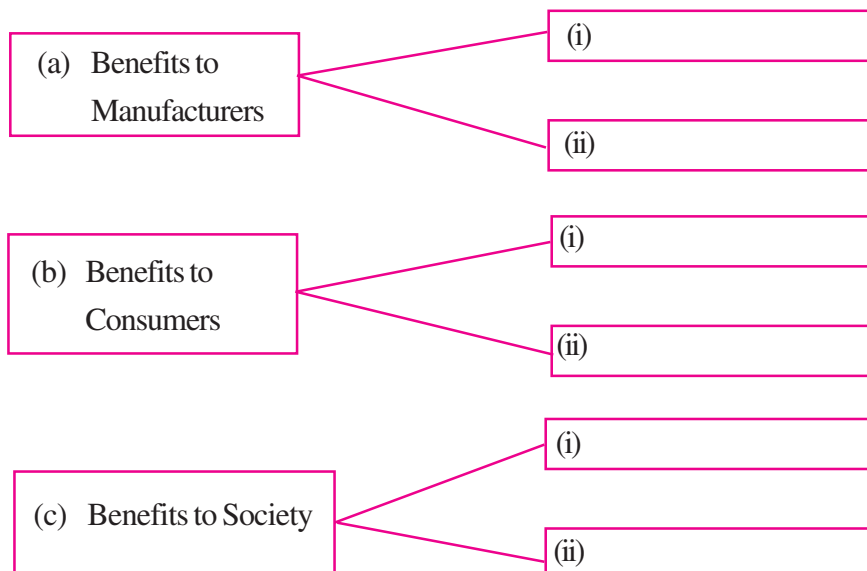 (a) Benefits to
Manufacturers
(i)
(ii)
(b) Benefits to
Consumers
(i)
(ii)
(c) Benefits to Society
(i)
(ii)